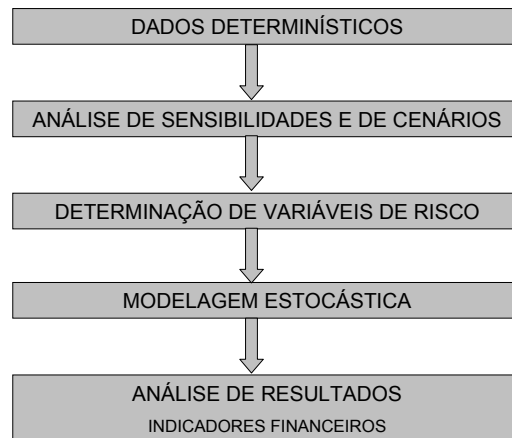 DADOS DETERMINÍSTICOS
ANÁLISE DE SENSIBILIDADES E DE CENÁRIOS
DETERMINAÇÃO DE VARIÁVEIS DE RISCO
MODELAGEM ESTOCÁSTICA
ANÁLISE DE RESULTADOS
INDICADORES FINANCEIROS